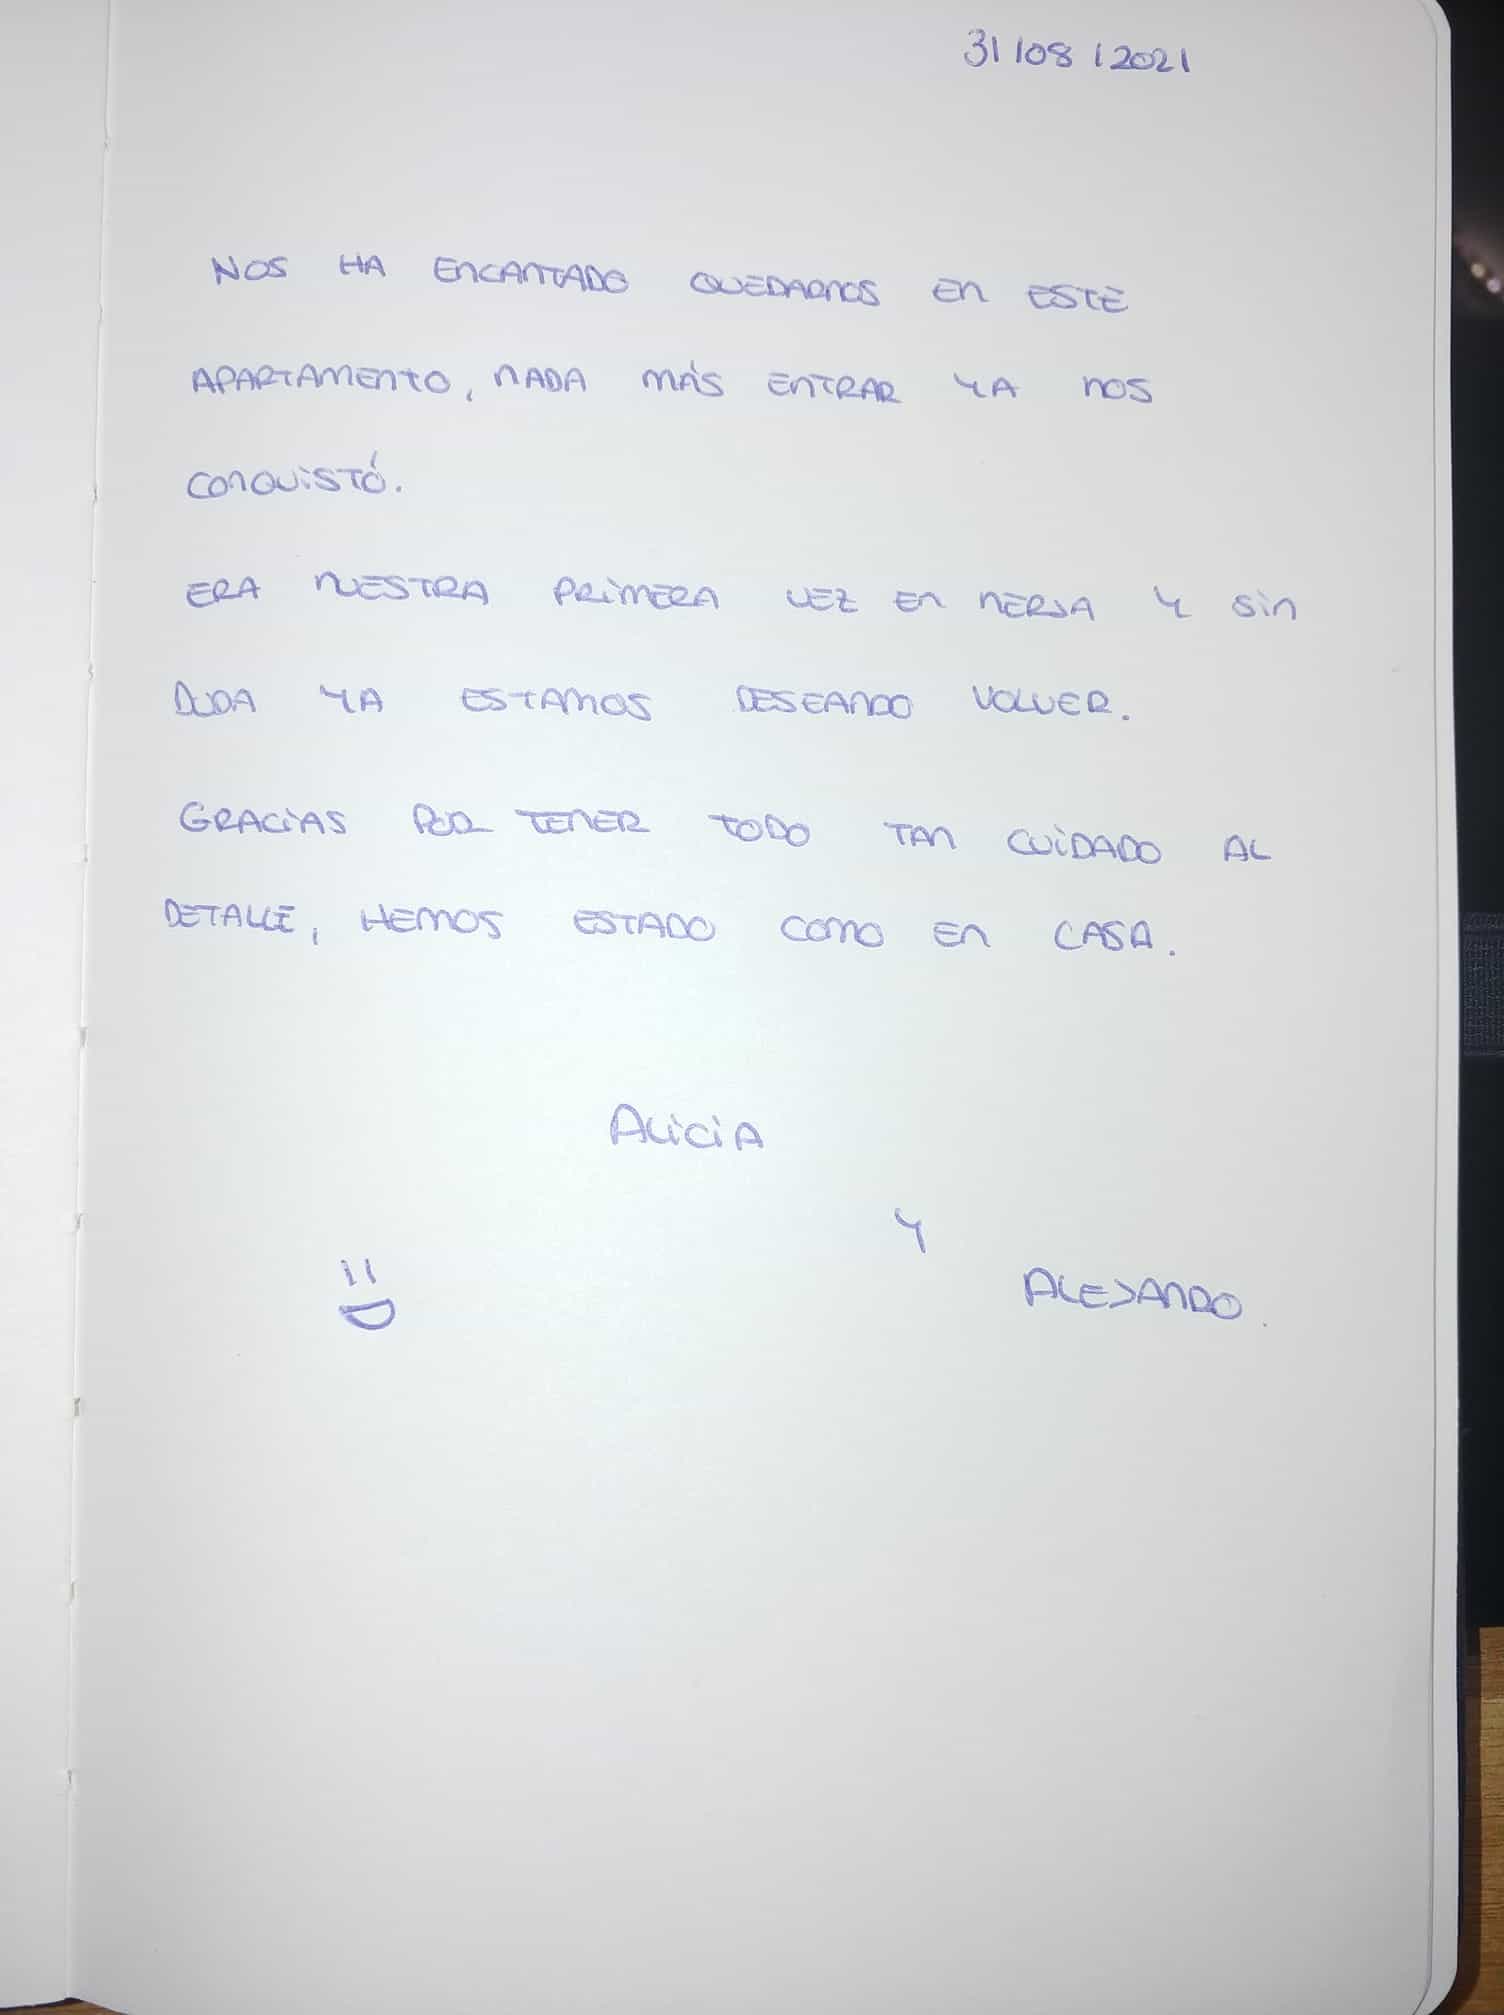 31/08/2021
NOS HA ENCANTADO QUEDARNOS EN ESTE
APARTAMENTO, NADA MÁS ENTRAR YA NOS
CONQUISTÓ.
ERA NUESTRA PRIMERA VEZ EN NERJA Y SIN
DUDA YA ESTAMOS DESEANDO VOLVER.
GRACIAS POR TENER TODO TAN CUIDADO AL
DETALLE, HEMOS ESTADO COMO EN CASA.
ALICIA
Y
ALEJANDO.